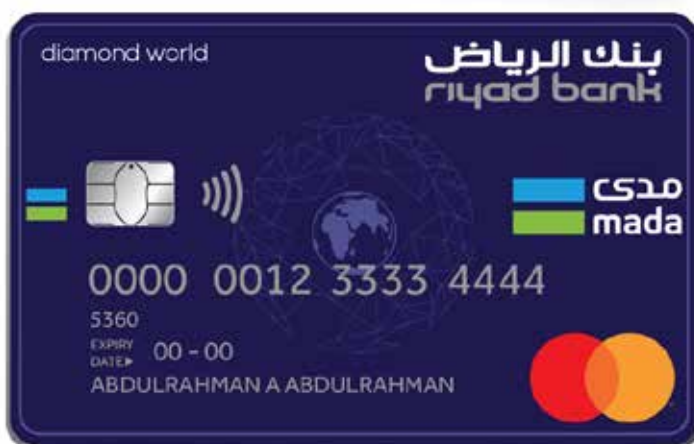 diamond world
بنك الرياض
riyad bank
مدى
mada
0000 0012 3333 4444
5360
EXPIRY
DATE▶ 00 - 00
ABDULRAHMAN A ABDULRAHMAN